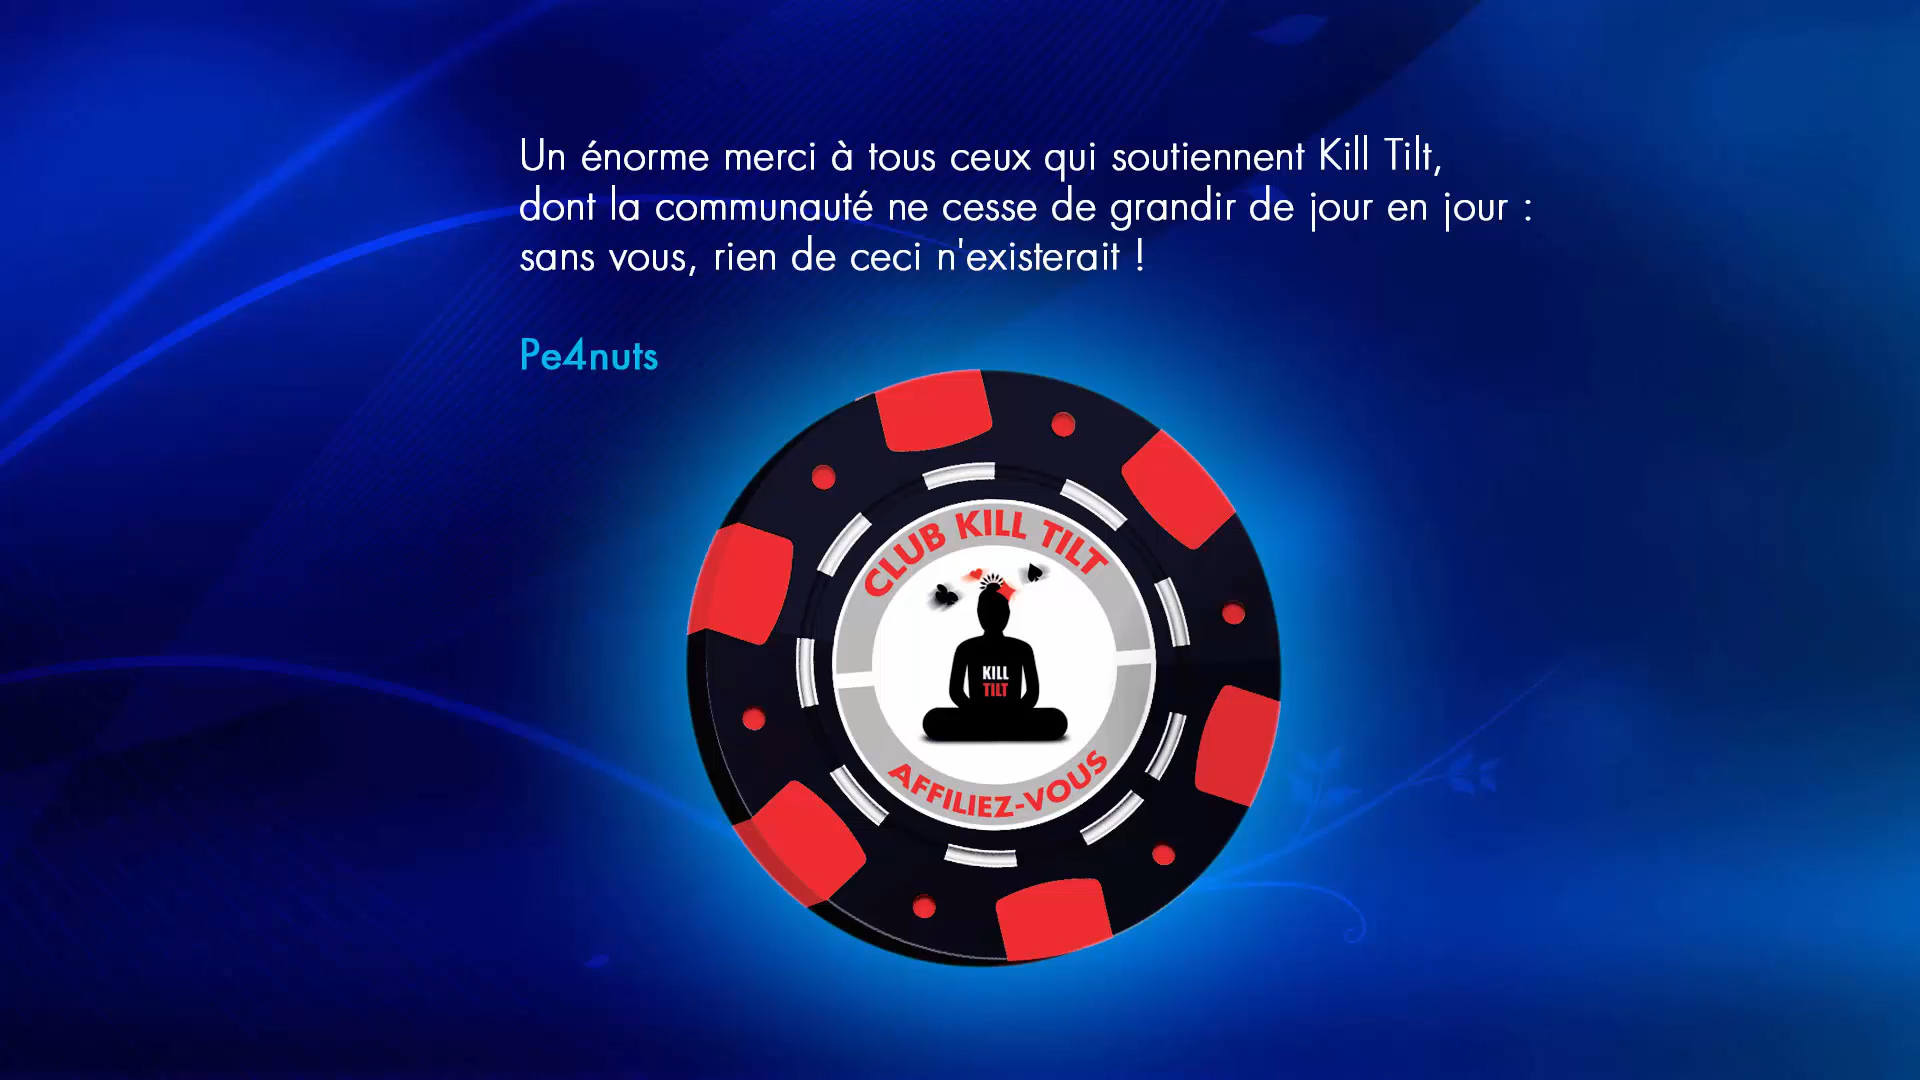 Un énorme merci à tous ceux qui soutiennent Kill Tilt,
dont la communauté ne cesse de grandir de jour en jour :
sans vous, rien de ceci n'existerait !
Pe4nuts
CLUB KILL TILT
KILL
TILT
AFFILIEZ-VOUS